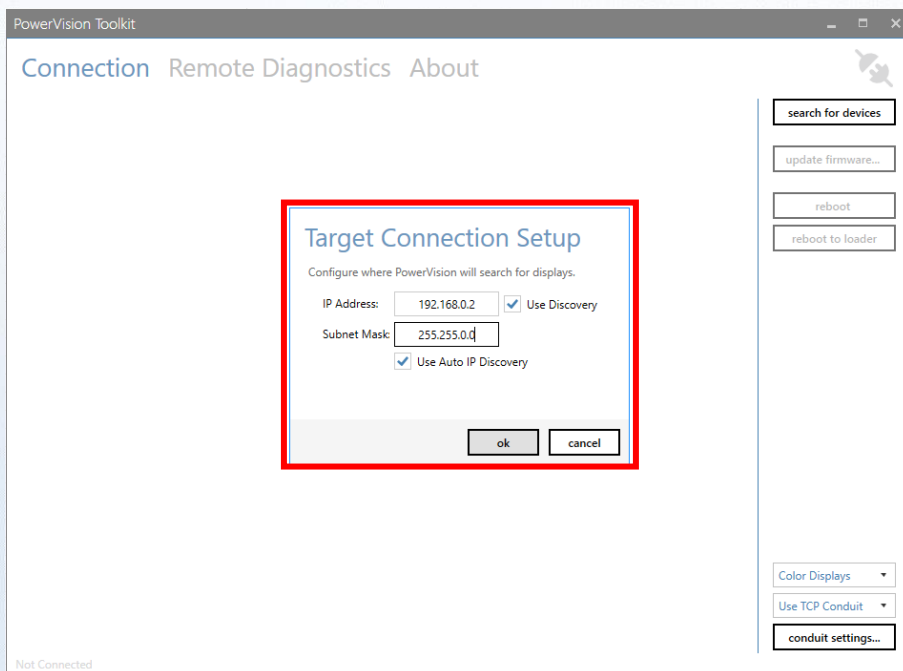 PowerVision Toolkit
Connection Remote Diagnostics About
search for devices
update firmware...
reboot
reboot to loader
Target Connection Setup
Configure where PowerVision will search for displays.
IP Address: 192.168.0.2 Use Discovery
Subnet Mask: 255.255.0.0
Use Auto IP Discovery
ok cancel
Color Displays
Use TCP Conduit
conduit settings...
Not Connected